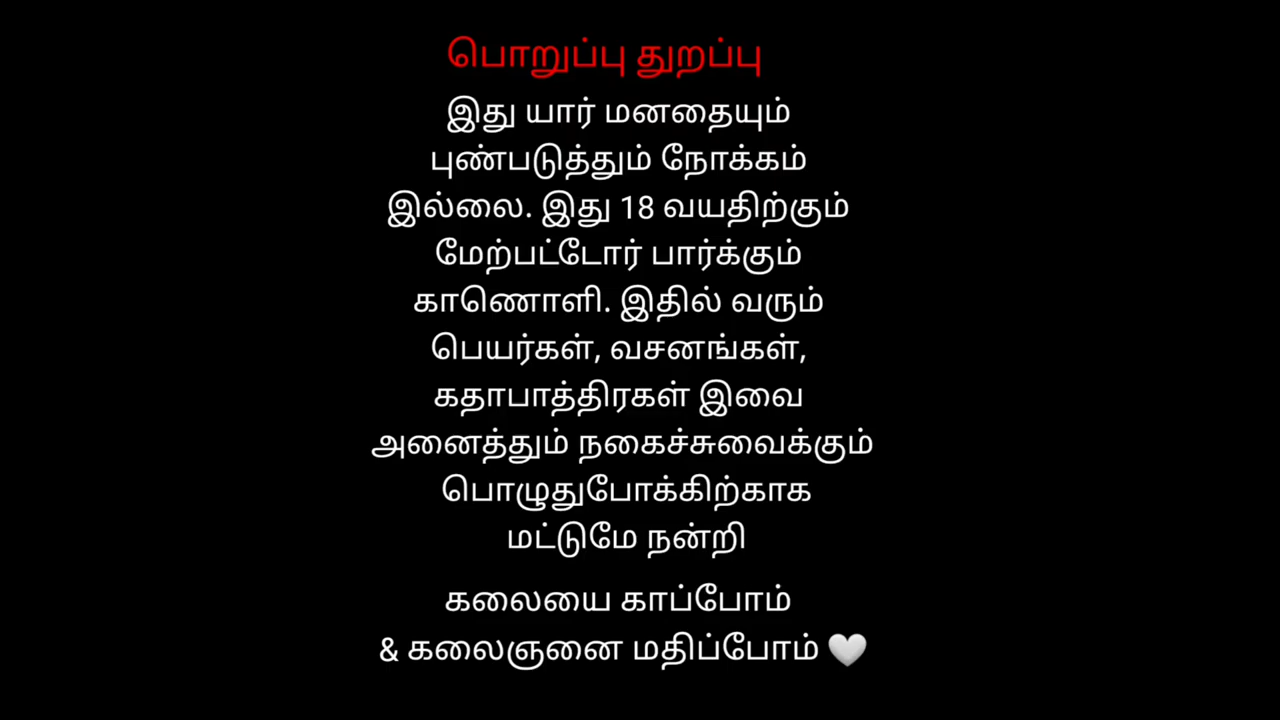 பொறுப்பு துறப்பு
இது யார் மனதையும்
புண்படுத்தும் நோக்கம்
இல்லை. இது 18 வயதிற்கும்
மேற்பட்டோர் பார்க்கும்
காணொளி. இதில் வரும்
பெயர்கள், வசனங்கள்,
கதாபாத்திரகள் இவை
அனைத்தும் நகைச்சுவைக்கும்
பொழுதுபோக்கிற்காக
மட்டுமே நன்றி
கலையை காப்போம்
& கலைஞனை மதிப்போம் 🤍